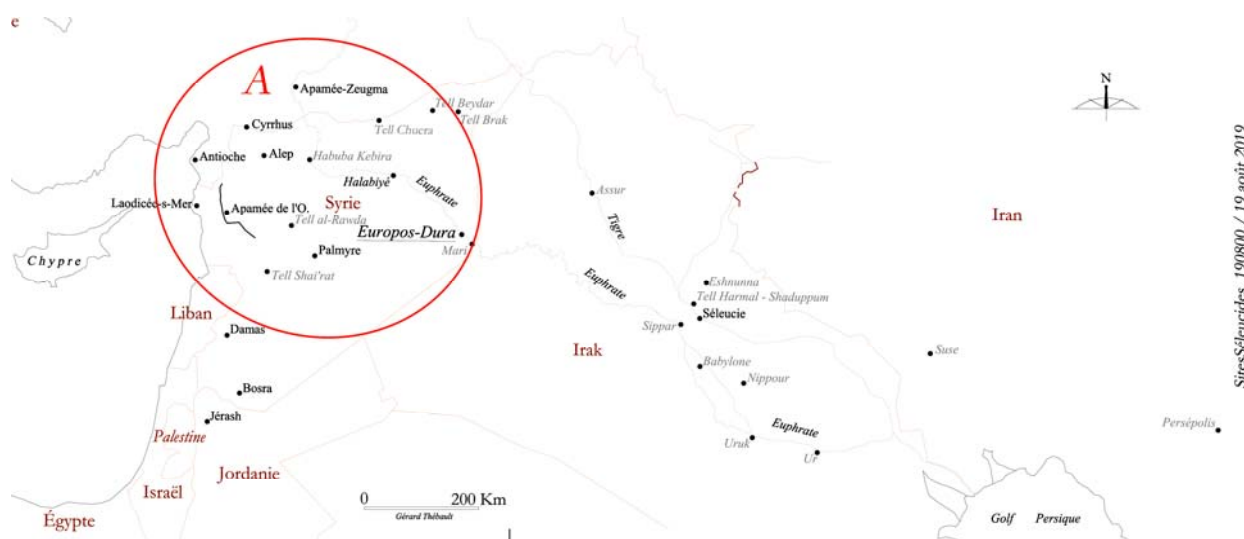 e
A
Apamée-Zeugma
Tell Beydar
Tell Brak
Tell Chuera
Cyrrhus
Antioche
Alep
Habuba Kebira
Halabiyé
Euphrate
Laodicée-s-Mer
Apamée de l'O.
Syrie
Tell al-Rawda
Europos-Dura
Mari
Palmyre
Tell Shai'rat
Chypre
Liban
Damas
Bosra
Jérash
Palestine
Jordanie
Israël
Égypte
Assur
Tigre
Euphrate
Eshnunna
Tell Harmal - Shaduppum
Séleucie
Sippar
Irak
Babylone
Nippour
Uruk
Euphrate
Ur
Iran
Suse
Persépolis
Golf Persique
N
0 200 Km
Gérard Thébault
SitesSéleucides_190800 / 19 août 2019